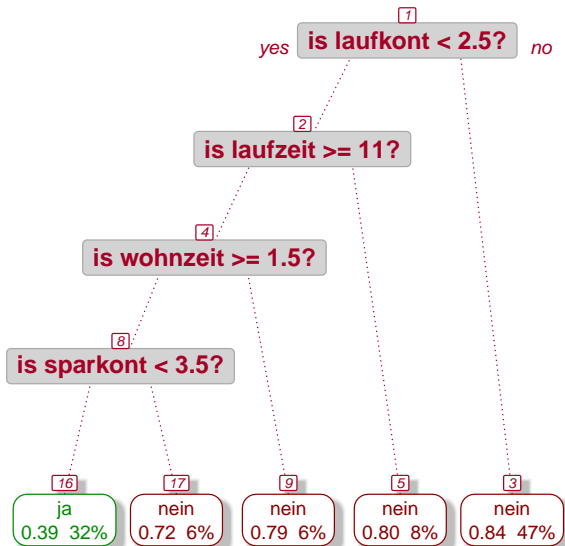 1
yes is laufkont < 2.5? no
2
is laufzeit >= 11?
4
is wohnzeit >= 1.5?
8
is sparkont < 3.5?
16 17 9 5 3
ja nein nein nein nein
0.39 32% 0.72 6% 0.79 6% 0.80 8% 0.84 47%